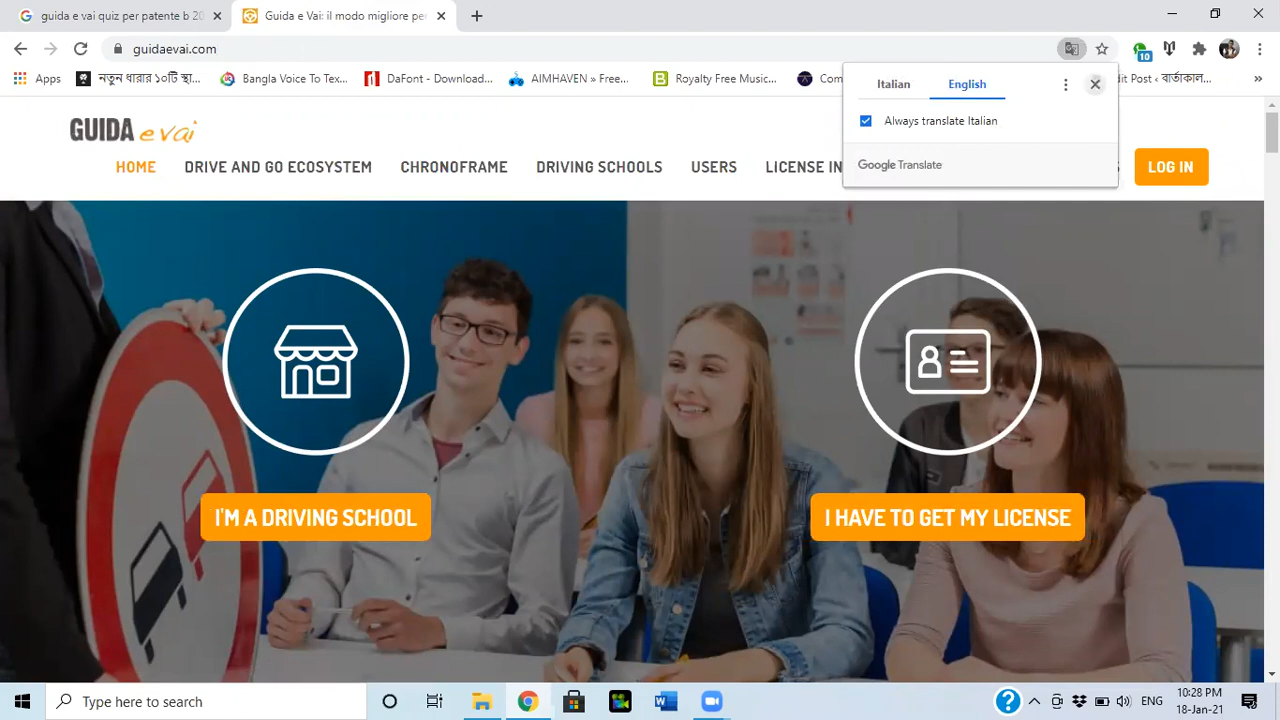 guida e vai quiz per patente b 20
Guida e Vai: il modo migliore per
guidaevai.com
10
Apps
নতুন ধারার ১০টি স্থা...
Bangla Voice To Tex...
DaFont - Download...
AIMHAVEN » Free...
Royalty Free Music...
Com
dit Post ‹ বার্তাকাল...
»
Italian
English
Always translate Italian
Google Translate
GUIDA e vai
HOME
DRIVE AND GO ECOSYSTEM
CHRONOFRAME
DRIVING SCHOOLS
USERS
LICENSE IN
S
LOG IN
I'M A DRIVING SCHOOL
I HAVE TO GET MY LICENSE
Type here to search
ENG
10:28 PM
18-Jan-21